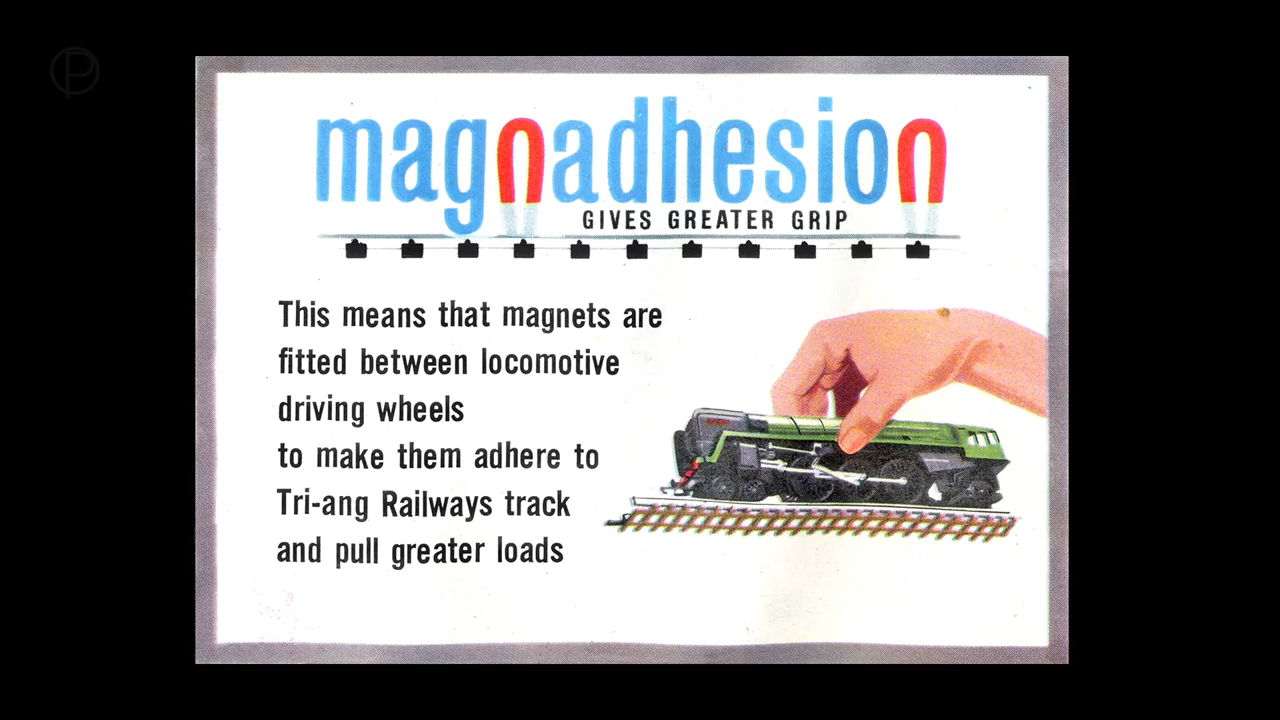 magnadhesion
GIVES GREATER GRIP
This means that magnets are
fitted between locomotive
driving wheels
to make them adhere to
Tri-ang Railways track
and pull greater loads